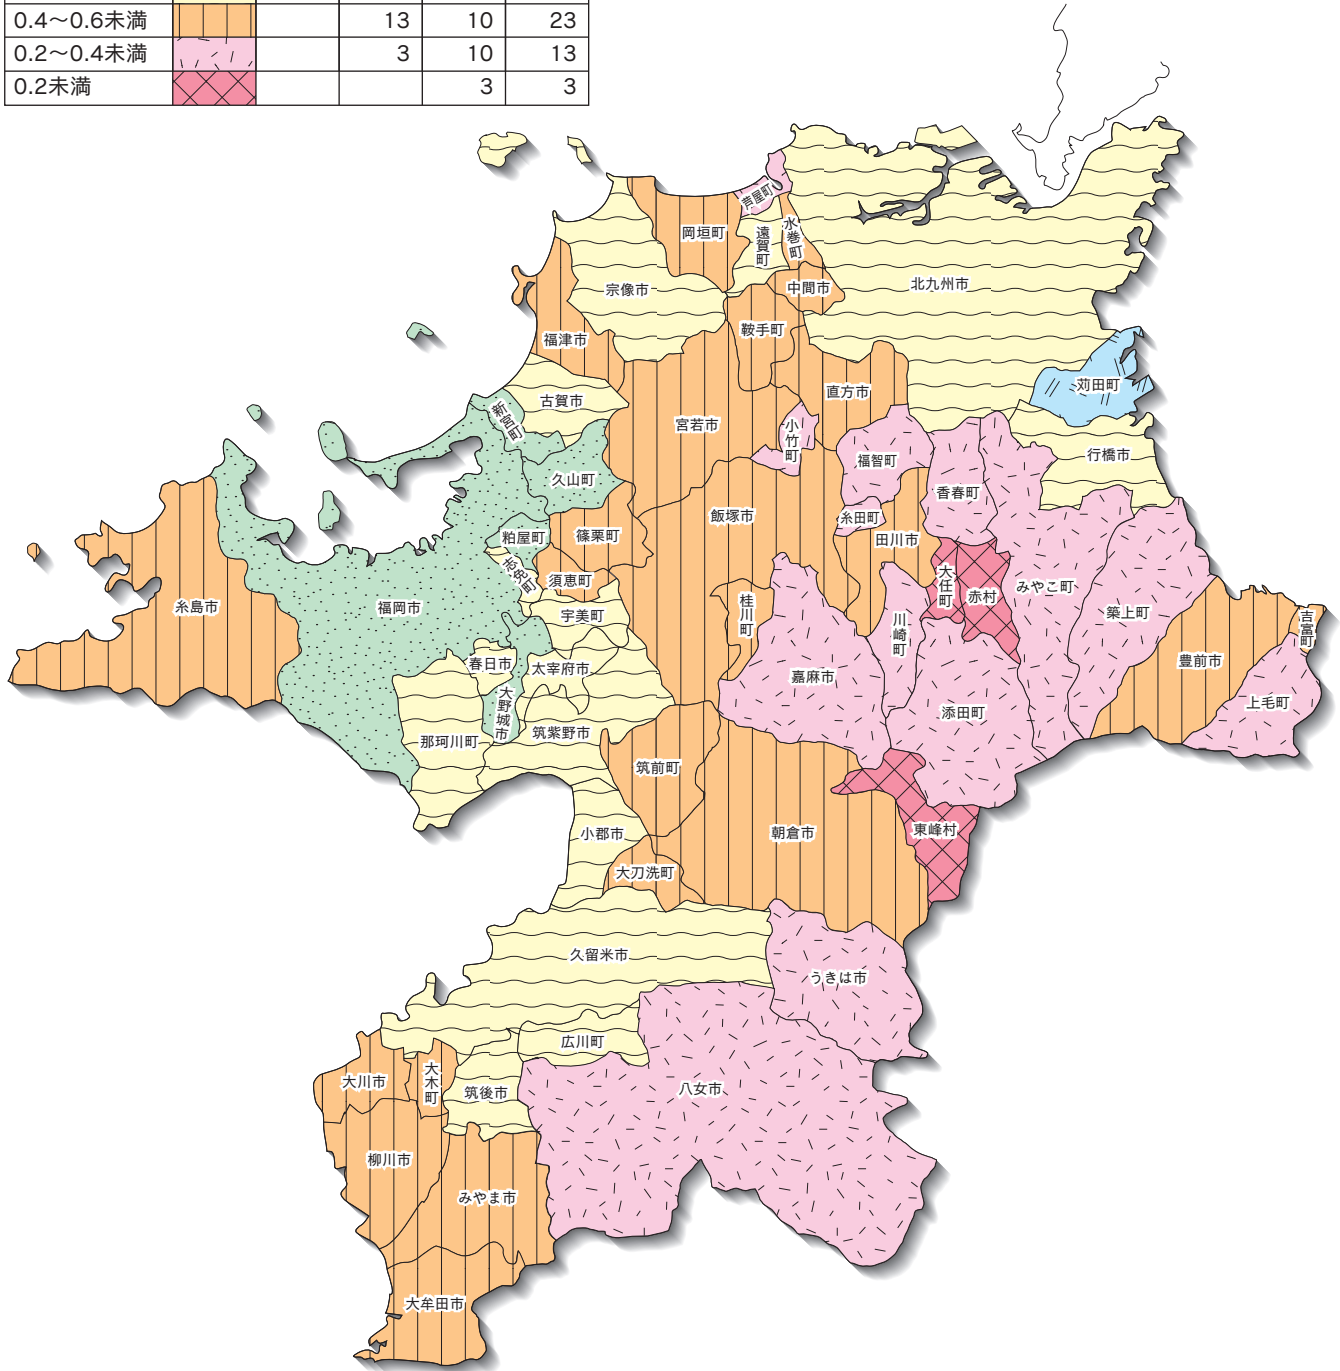 0.4〜0.6未満 13 10 23
0.2〜0.4未満 3 10 13
0.2未満 3 3
芦屋町
岡垣町
遠賀町
水巻町
北九州市
宗像市
中間市
鞍手町
福津市
苅田町
直方市
古賀市
新宮町
宮若市
小竹町
行橋市
福智町
久山町
香春町
飯塚市
糸田町
粕屋町
篠栗町
田川市
志免町
須恵町
大任町
赤村
みやこ町
糸島市
福岡市
宇美町
桂川町
築上町
川崎町
吉富町
春日市
太宰府市
豊前市
嘉麻市
上毛町
大野城市
添田町
那珂川町
筑紫野市
筑前町
小郡市
朝倉市
東峰村
大刀洗町
久留米市
うきは市
広川町
大川市
大木町
筑後市
八女市
柳川市
みやま市
大牟田市